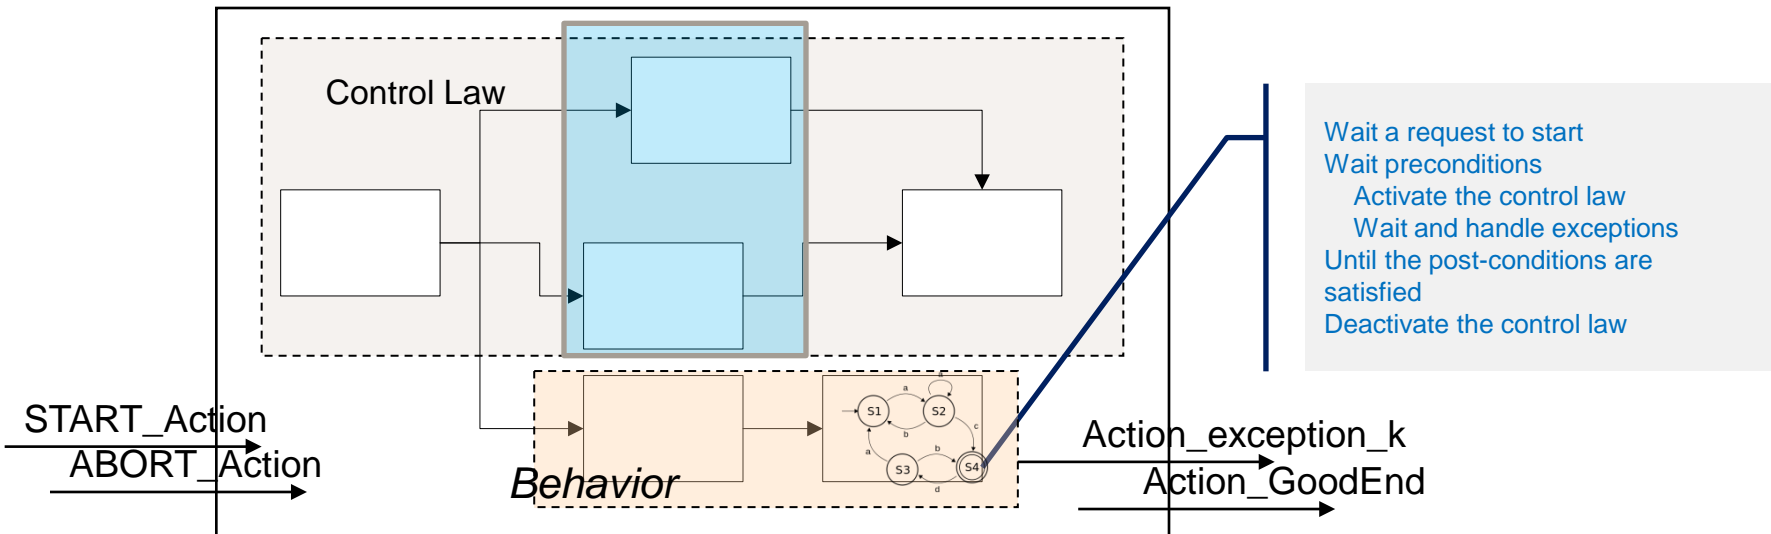 Control Law
Wait a request to start
Wait preconditions
Activate the control law
Wait and handle exceptions
Until the post-conditions are
satisfied
Deactivate the control law
START_Action
ABORT_Action
Behavior
a
a
S1
S2
b
c
a
b
S3
S4
d
Action_exception_k
Action_GoodEnd